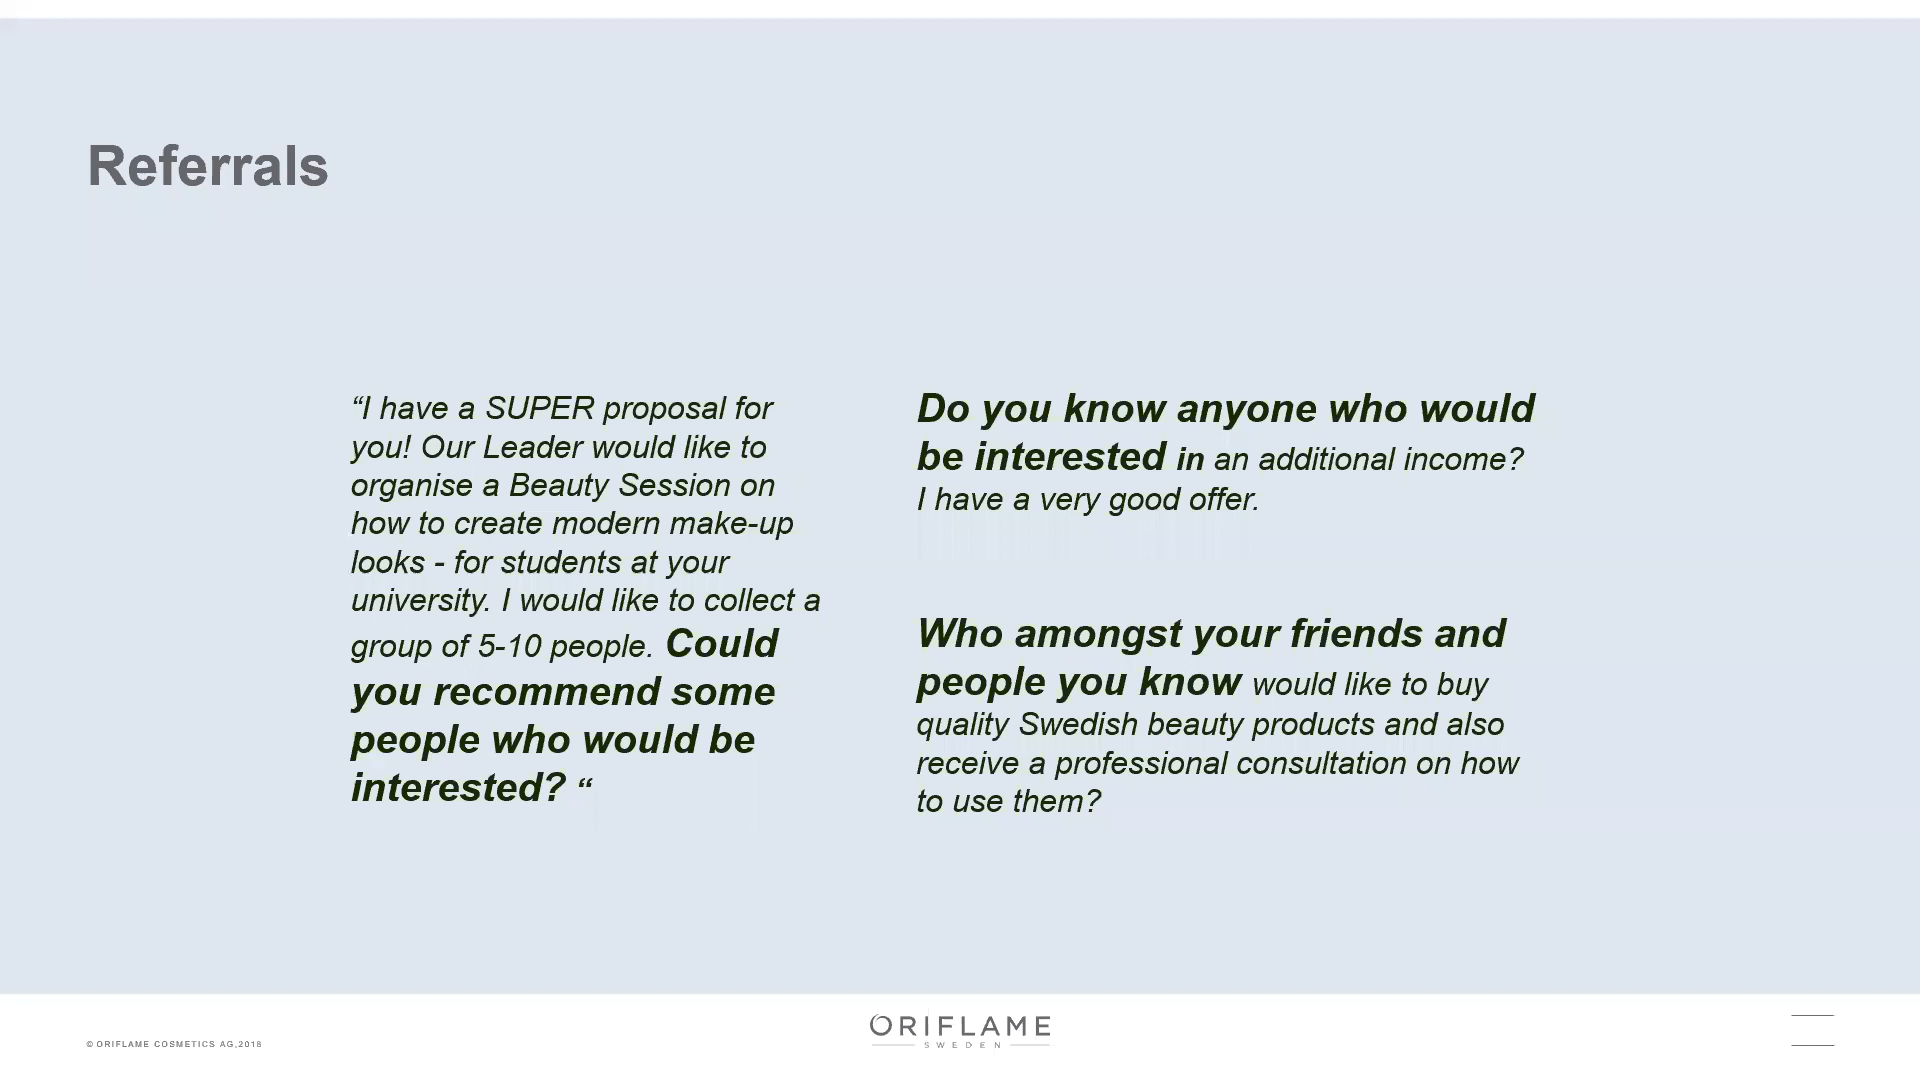 Referrals
“I have a SUPER proposal for
you! Our Leader would like to
organise a Beauty Session on
how to create modern make-up
looks - for students at your
university. I would like to collect a
group of 5-10 people. Could
you recommend some
people who would be
interested? “
Do you know anyone who would
be interested in an additional income?
I have a very good offer.
Who amongst your friends and
people you know would like to buy
quality Swedish beauty products and also
receive a professional consultation on how
to use them?
© ORIFLAME COSMETICS AG,2018
ORIFLAME
SWEDEN